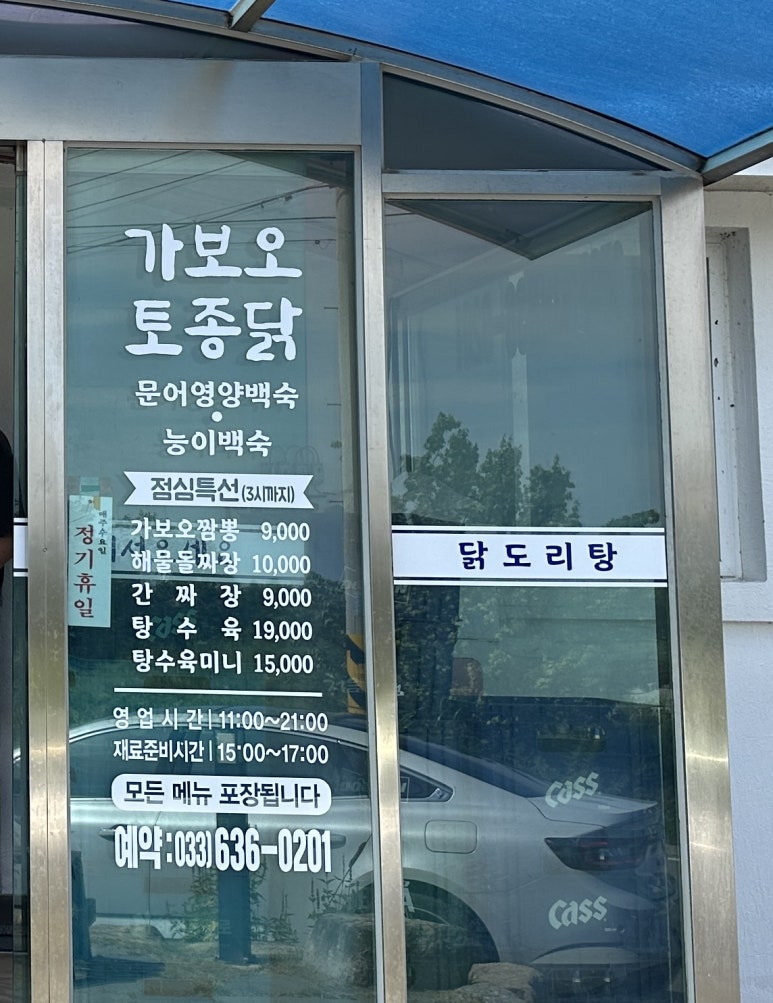 가보오
토종닭
문어영양백숙
•
능이백숙
점심특선(3시까지)
가보오짬뽕 9,000
해물돌짜장 10,000
간 짜 장 9,000
탕 수 육 19,000
탕수육미니 15,000
영 업 시 간 | 11:00~21:00
재료준비시간 | 15:00~17:00
모든 메뉴 포장됩니다
예약:033)636-0201
매주수요일
정기휴일
닭도리탕
Cass
Cass